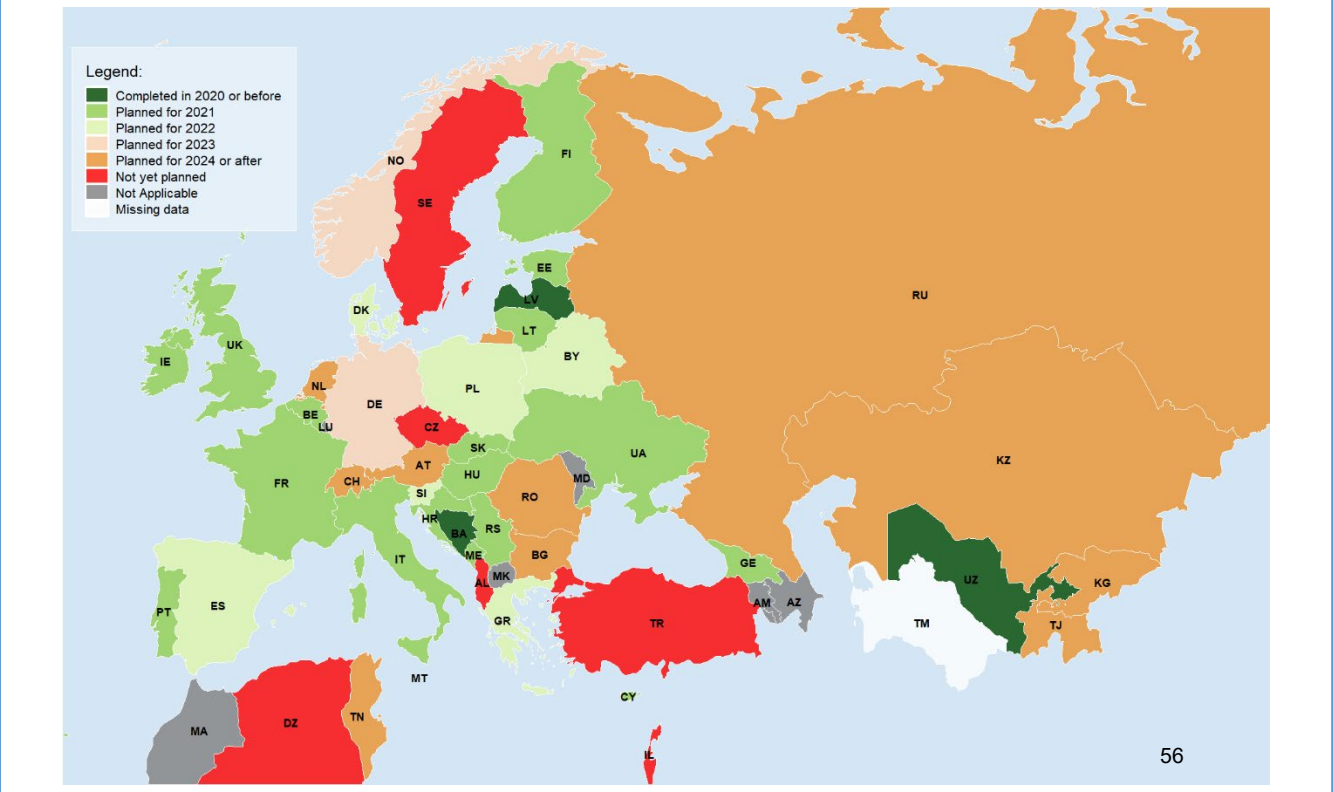 Legend:
Completed in 2020 or before
Planned for 2021
Planned for 2022
Planned for 2023
Planned for 2024 or after
Not yet planned
Not Applicable
Missing data
NO
FI
SE
EE
RU
LV
DK
LT
UK
BY
IE
NL
PL
DE
BE
LU
CZ
SK
UA
KZ
AT
HU
MD
CH
FR
SI
RO
HR
RS
BA
IT
ME
BG
GE
MK
UZ
KG
AL
AM
AZ
ES
PT
GR
TR
TM
TJ
MT
CY
TN
DZ
MA
IL
56